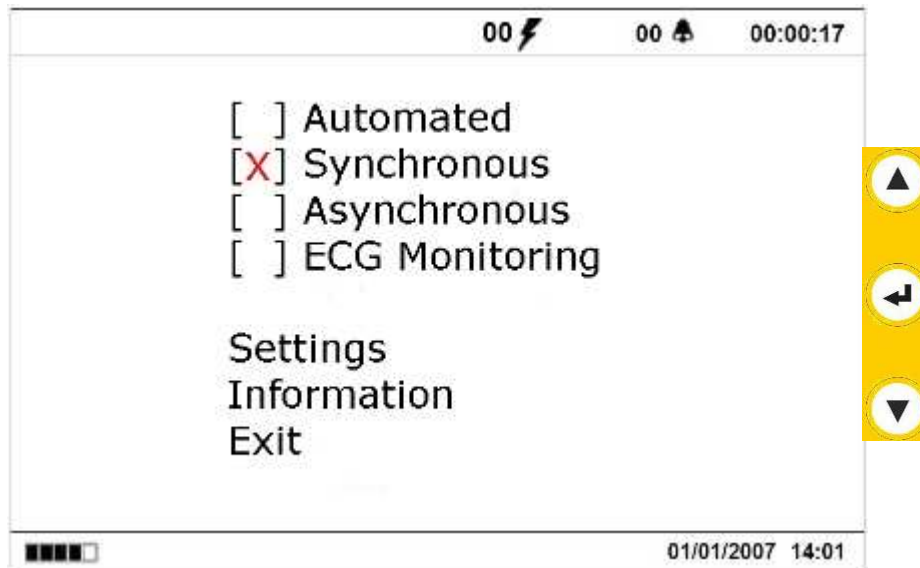 00 00 00:00:17
[ ] Automated
[X] Synchronous
[ ] Asynchronous
[ ] ECG Monitoring
Settings
Information
Exit
01/01/2007 14:01